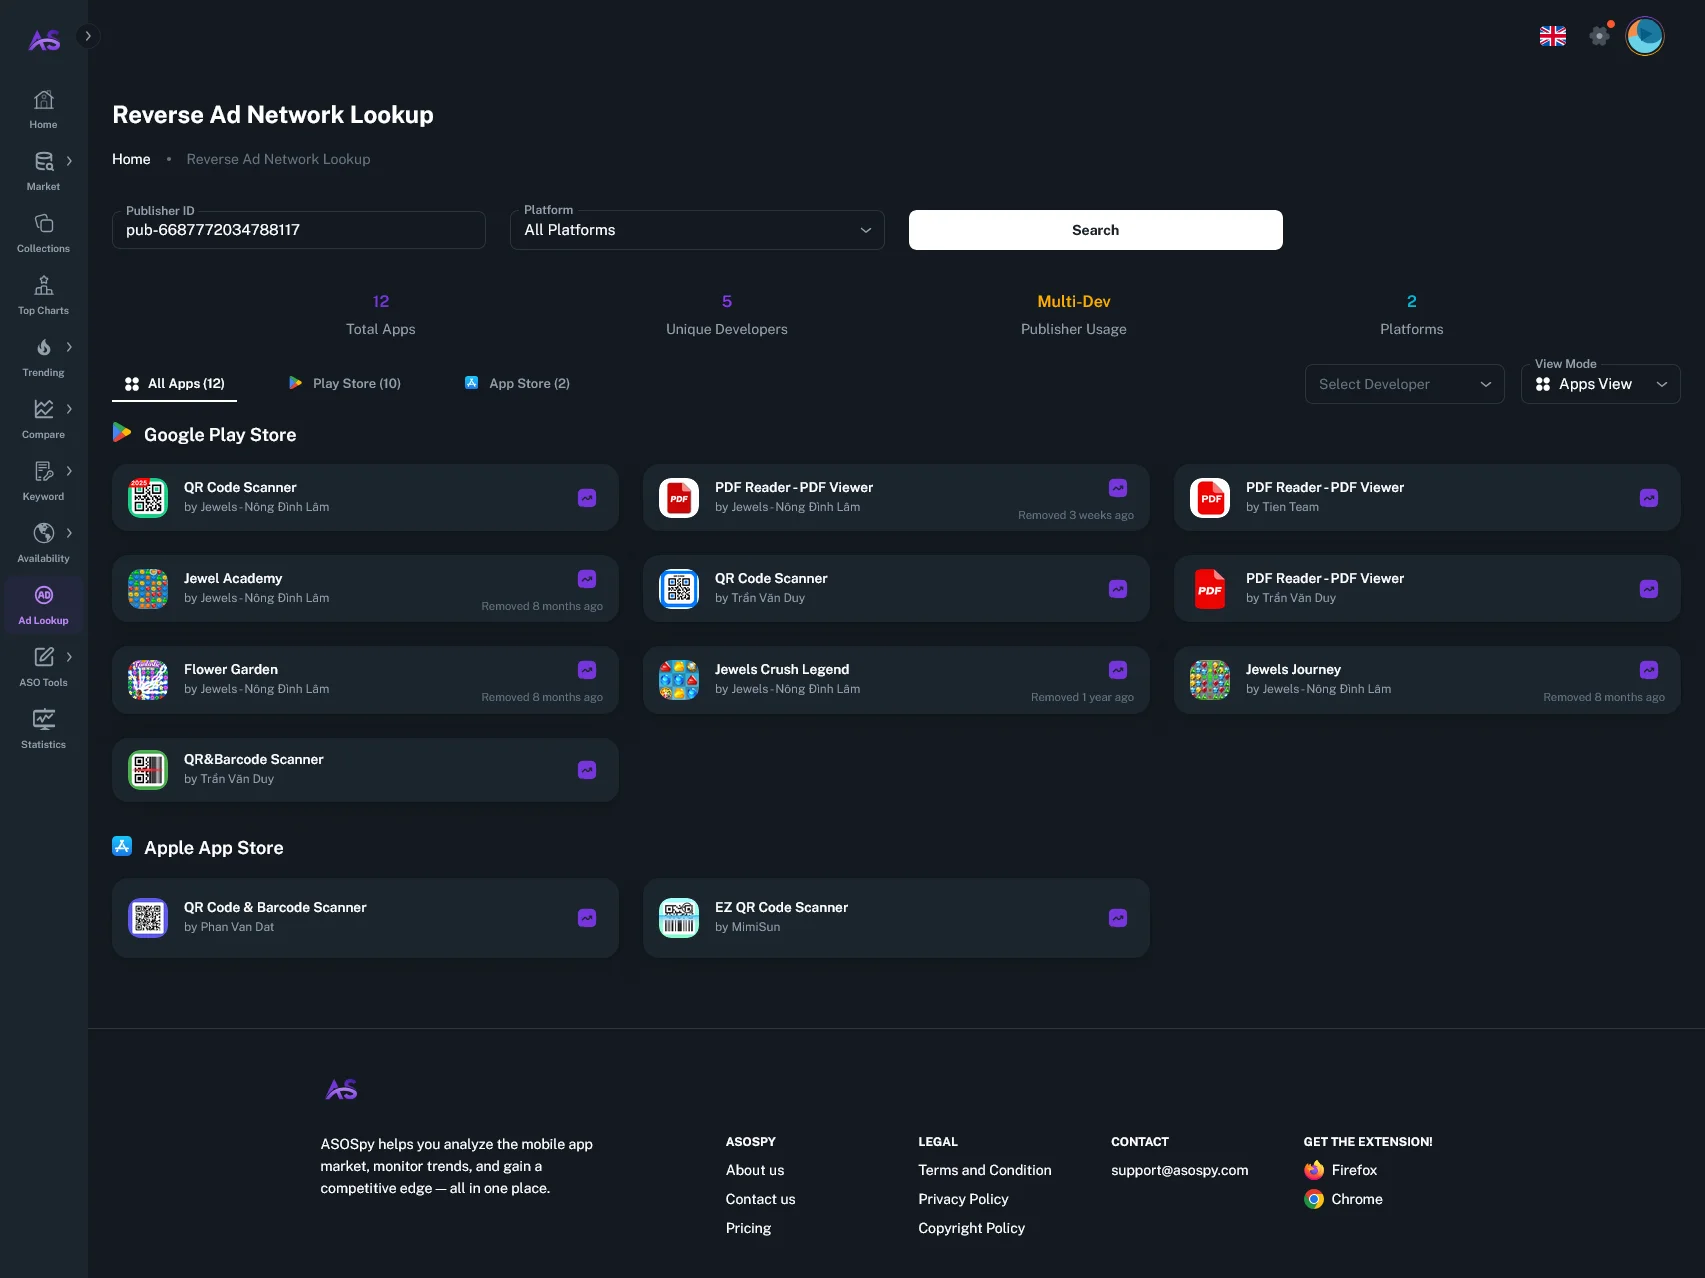 AS
Home
Market
Collections
Top Charts
Trending
Compare
Keyword
Availability
AD
Ad Lookup
ASO Tools
Statistics
Reverse Ad Network Lookup
Home • Reverse Ad Network Lookup
Publisher ID
pub-6687772034788117
Platform
All Platforms
Search
12
Total Apps
5
Unique Developers
Multi-Dev
Publisher Usage
2
Platforms
All Apps (12)
Play Store (10)
App Store (2)
Select Developer
View Mode
Apps View
Google Play Store
2025
QR Code Scanner
by Jewels - Nông Đình Lâm
PDF
PDF Reader - PDF Viewer
by Jewels - Nông Đình Lâm
Removed 3 weeks ago
PDF
PDF Reader - PDF Viewer
by Tien Team
Jewel Academy
by Jewels - Nông Đình Lâm
Removed 8 months ago
QR Code Scanner
by Trần Văn Duy
PDF
PDF Reader - PDF Viewer
by Trần Văn Duy
Flower Garden
by Jewels - Nông Đình Lâm
Removed 8 months ago
Jewels Crush Legend
by Jewels - Nông Đình Lâm
Removed 1 year ago
Jewels Journey
by Jewels - Nông Đình Lâm
Removed 8 months ago
QR&Barcode Scanner
by Trần Văn Duy
Apple App Store
QR Code & Barcode Scanner
by Phan Van Dat
EZ QR Code Scanner
by MimiSun
AS
ASOSpy helps you analyze the mobile app
market, monitor trends, and gain a
competitive edge — all in one place.
ASOSPY
About us
Contact us
Pricing
LEGAL
Terms and Condition
Privacy Policy
Copyright Policy
CONTACT
support@asospy.com
GET THE EXTENSION!
Firefox
Chrome